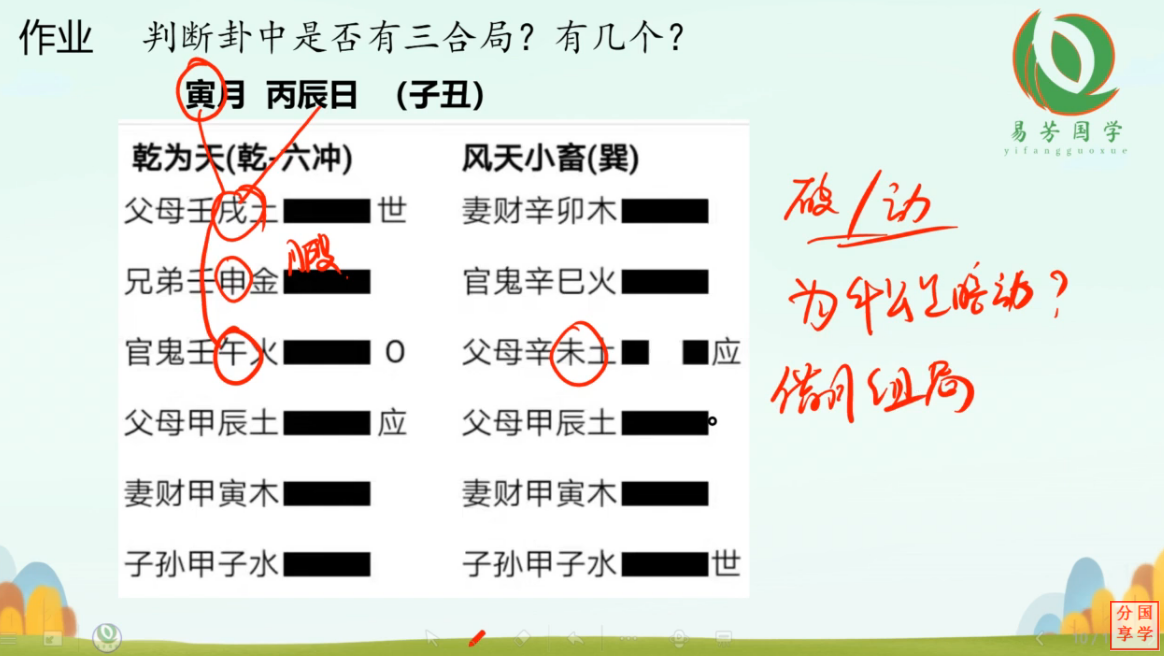 作业 判断卦中是否有三合局？有几个？
寅月 丙辰日 （子丑）
乾为天(乾-六冲) 风天小畜(巽)
父母壬戌土 世 妻财辛卯木
兄弟壬申金 官鬼辛巳火
官鬼壬午火 O 父母辛未土 应
父母甲辰土 应 父母甲辰土
妻财甲寅木 妻财甲寅木
子孙甲子水 子孙甲子水 世
破/动
为什么是暗动？
组局
易芳国学
yifangguoxue
分国
享学